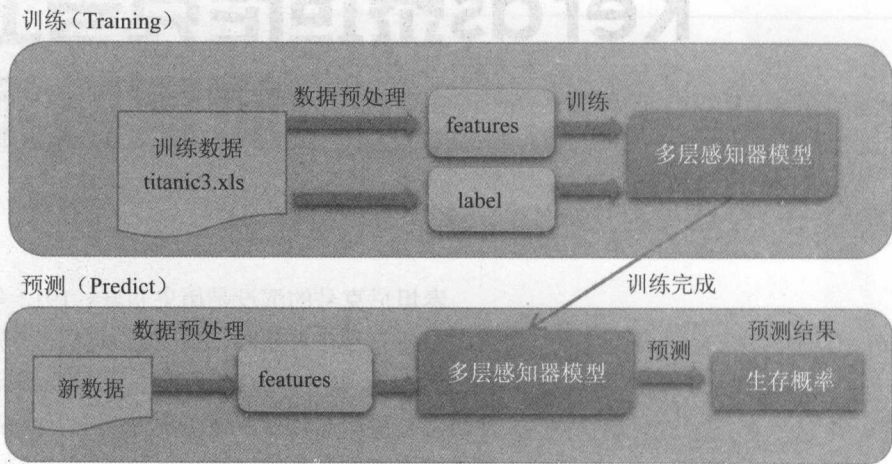 训练（Training）
数据预处理
训练
训练数据
titanic3.xls
features
label
多层感知器模型
预测（Predict）
训练完成
数据预处理
预测
预测结果
新数据
features
多层感知器模型
生存概率